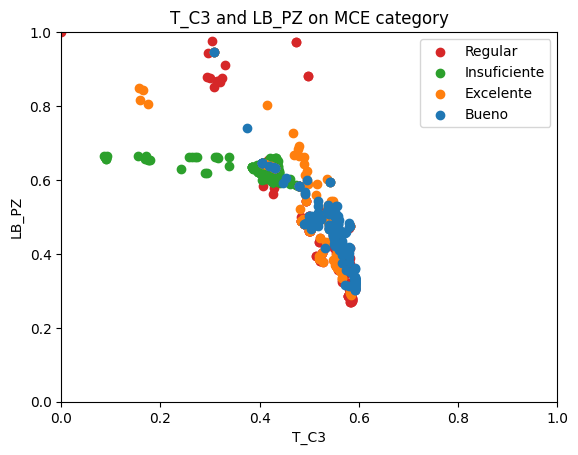 T_C3 and LB_PZ on MCE category
1.0
0.8
0.6
0.4
0.2
0.0
LB_PZ
Regular
Insuficiente
Excelente
Bueno
0.0 0.2 0.4 0.6 0.8 1.0
T_C3